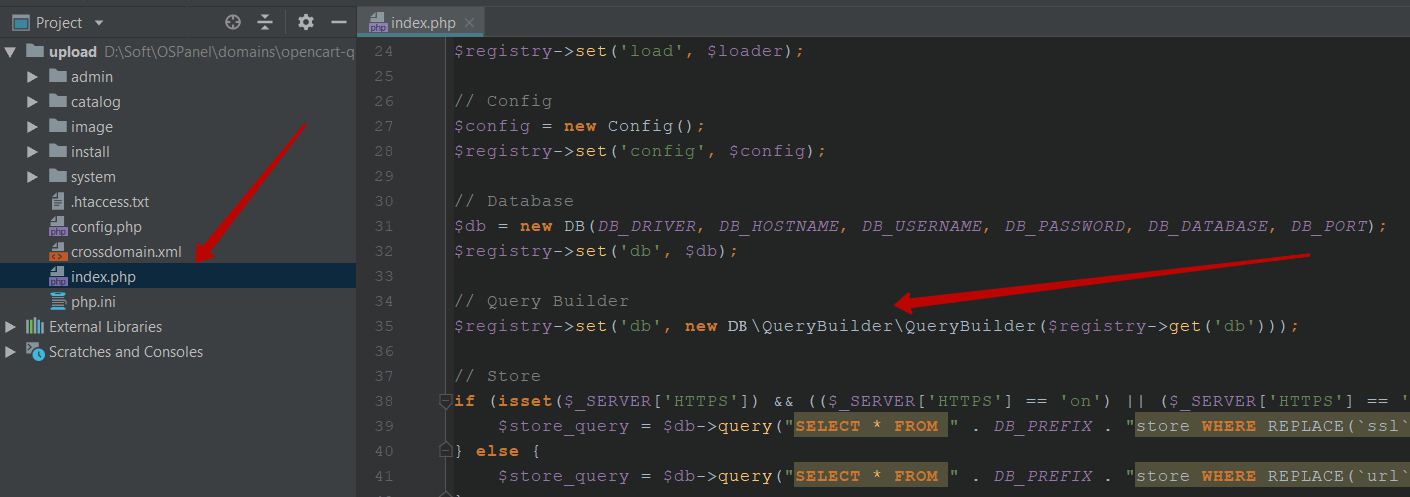 Project
index.php
upload D:\Soft\OSPanel\domains\opencart-q
admin
catalog
image
install
system
.htaccess.txt
config.php
crossdomain.xml
index.php
php.ini
External Libraries
Scratches and Consoles
24 $registry->set('load', $loader);
25
26 // Config
27 $config = new Config();
28 $registry->set('config', $config);
29
30 // Database
31 $db = new DB(DB_DRIVER, DB_HOSTNAME, DB_USERNAME, DB_PASSWORD, DB_DATABASE, DB_PORT);
32 $registry->set('db', $db);
33
34 // Query Builder
35 $registry->set('db', new DB\QueryBuilder\QueryBuilder($registry->get('db')));
36
37 // Store
38 if (isset($_SERVER['HTTPS']) && (($_SERVER['HTTPS'] == 'on') || ($_SERVER['HTTPS'] == '
39 $store_query = $db->query("SELECT * FROM " . DB_PREFIX . "store WHERE REPLACE(`ssl`
40 } else {
41 $store_query = $db->query("SELECT * FROM " . DB_PREFIX . "store WHERE REPLACE(`url`